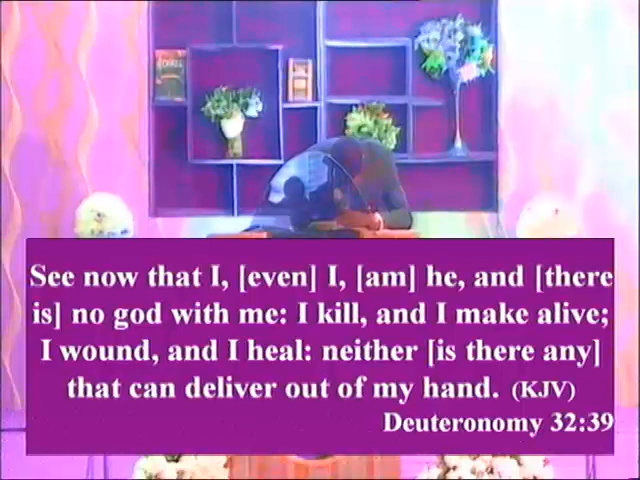 See now that I, [even] I, [am] he, and [there
is] no god with me: I kill, and I make alive;
I wound, and I heal: neither [is there any]
that can deliver out of my hand. (KJV)
Deuteronomy 32:39